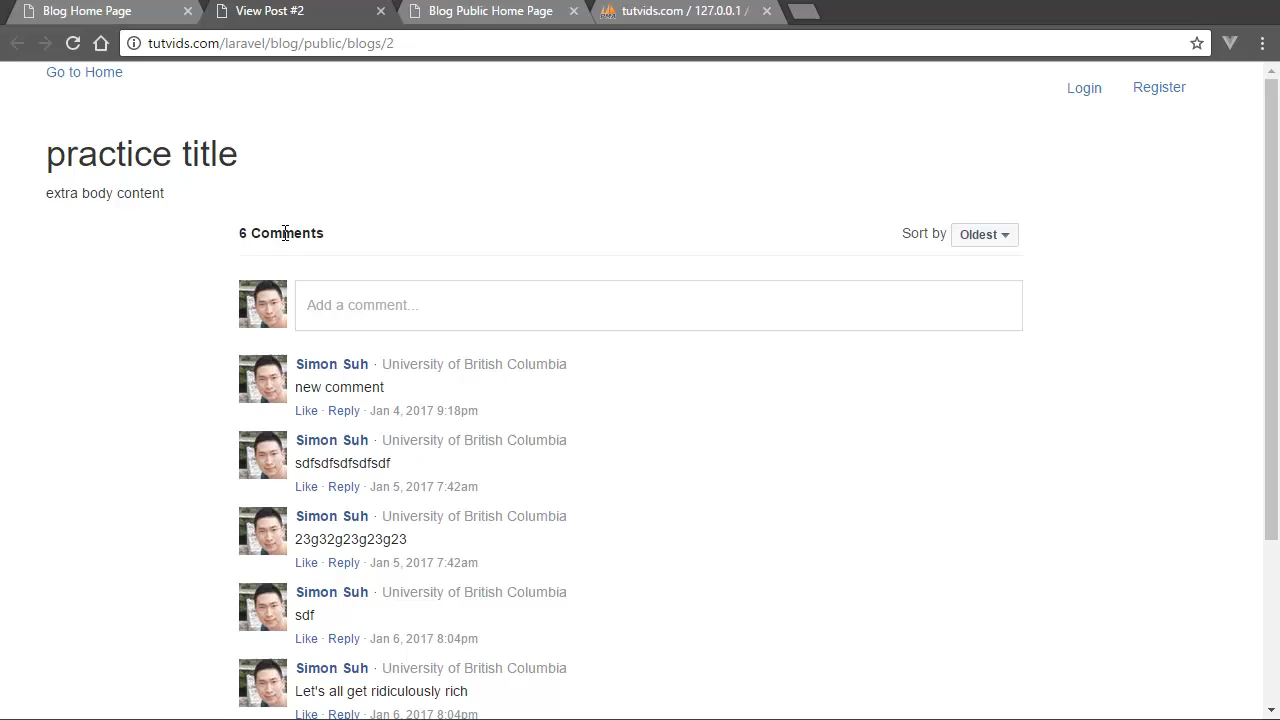 Blog Home Page
View Post #2
Blog Public Home Page
tutvids.com / 127.0.0.1 /
tutvids.com/laravel/blog/public/blogs/2
Go to Home
Login
Register
practice title
extra body content
6 Comments
Sort by Oldest
Add a comment...
Simon Suh · University of British Columbia
new comment
Like · Reply · Jan 4, 2017 9:18pm
Simon Suh · University of British Columbia
sdfsdfsdfsdfsdf
Like · Reply · Jan 5, 2017 7:42am
Simon Suh · University of British Columbia
23g32g23g23g23
Like · Reply · Jan 5, 2017 7:42am
Simon Suh · University of British Columbia
sdf
Like · Reply · Jan 6, 2017 8:04pm
Simon Suh · University of British Columbia
Let's all get ridiculously rich
Like · Reply · Jan 6, 2017 8:04pm